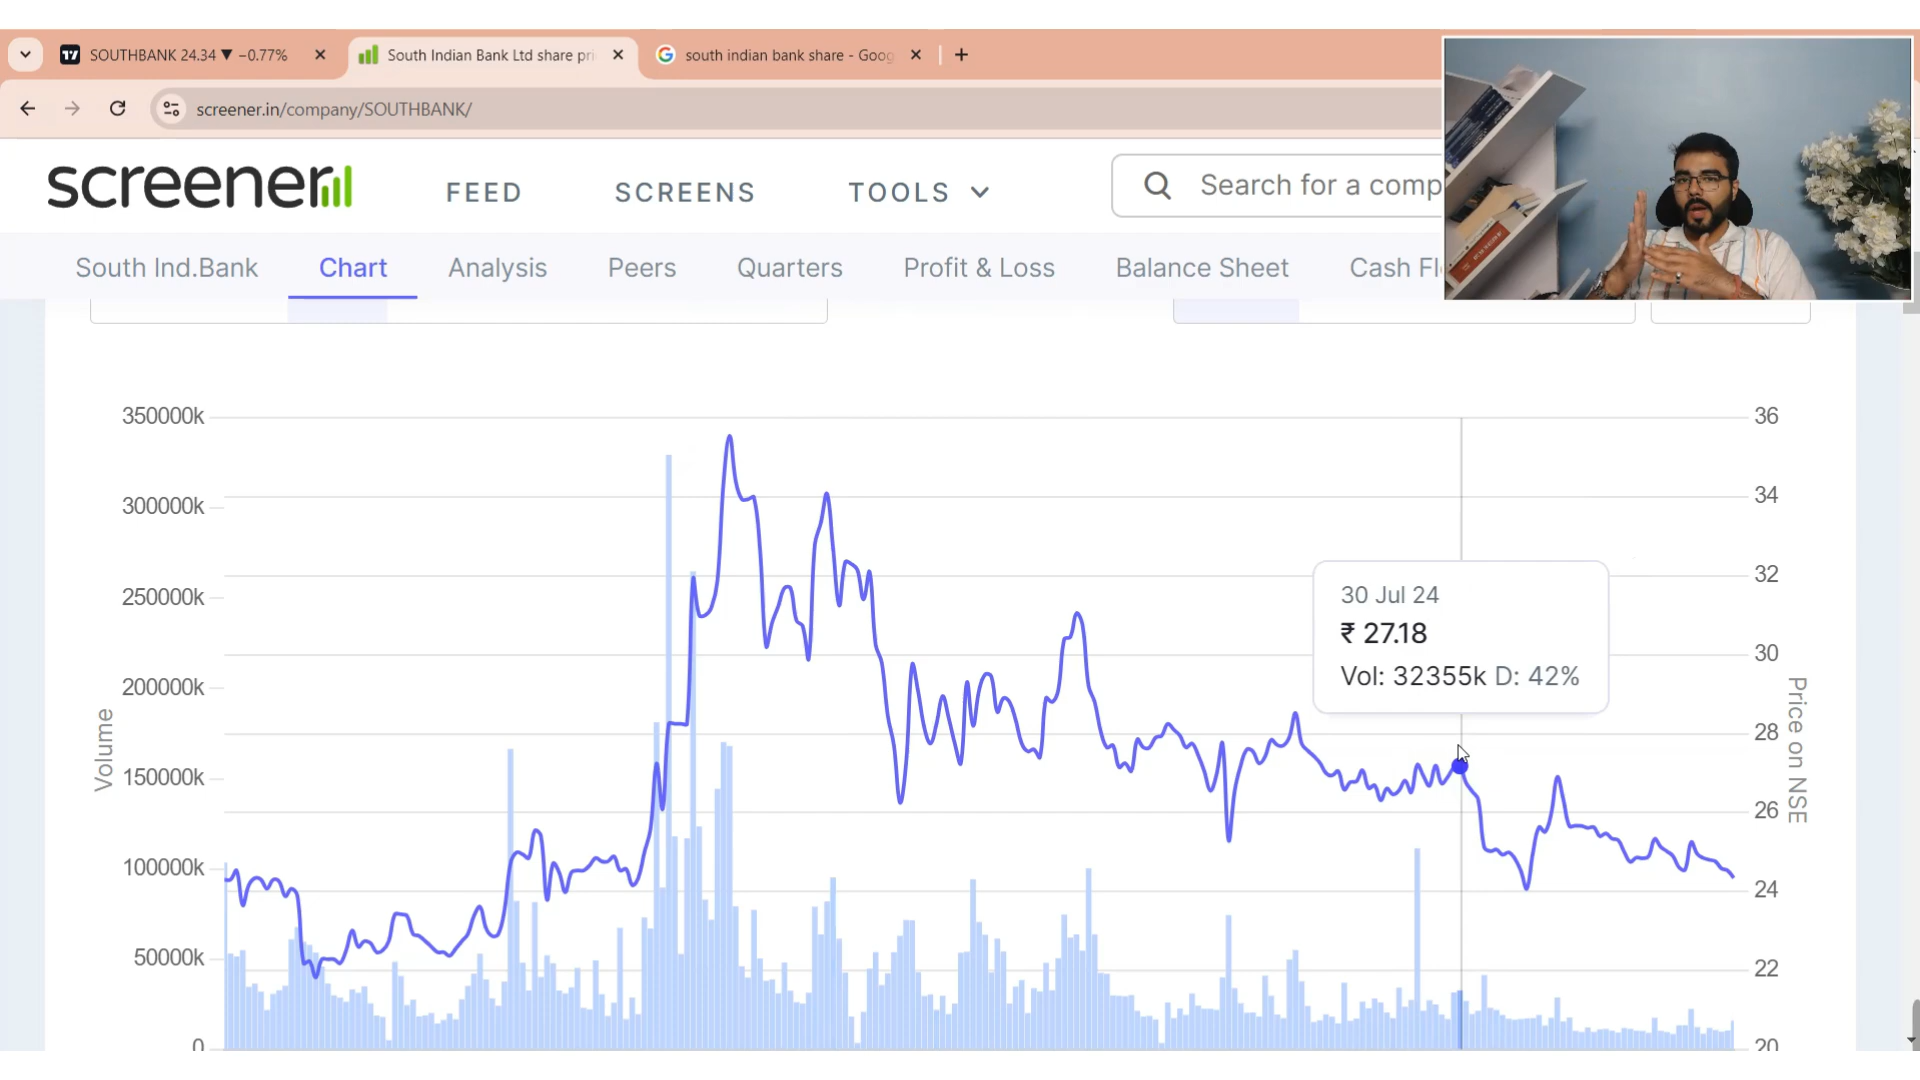 SOUTHBANK 24.34 ▼ −0.77%
South Indian Bank Ltd share pri
south indian bank share - Goog
screener.in/company/SOUTHBANK/
screener
FEED
SCREENS
TOOLS
Search for a comp
South Ind.Bank
Chart
Analysis
Peers
Quarters
Profit & Loss
Balance Sheet
Cash Fl
350000k
300000k
250000k
200000k
150000k
100000k
50000k
0
Volume
36
34
32
30
28
26
24
22
20
Price on NSE
30 Jul 24
₹ 27.18
Vol: 32355k D: 42%